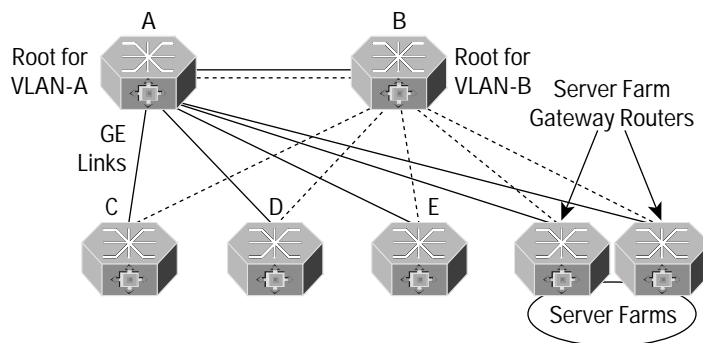 A
B
Root for
VLAN-A
Root for
VLAN-B
Server Farm
Gateway Routers
GE
Links
C
D
E
Server Farms